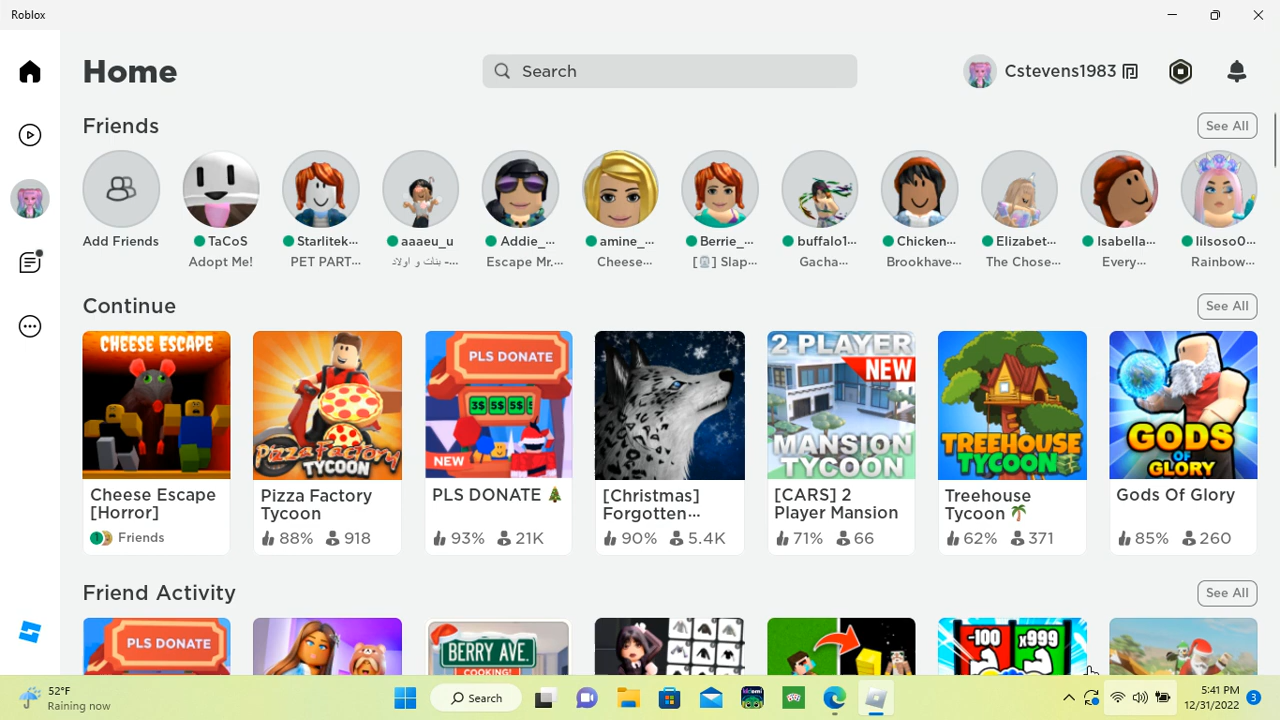 Roblox
Home
Search
Cstevens1983
Friends
See All
Add Friends
TaCoS
Starlitek...
aaaeu_u
Addie_...
amine_...
Berrie_...
buffalo1...
Chicken...
Elizabet...
Isabella...
lilsoso0...
Adopt Me!
PET PART...
- بنات و اولاد...
Escape Mr....
Cheese...
Slap...
Gacha...
Brookhave...
The Chose...
Every...
Rainbow...
Continue
See All
CHEESE ESCAPE
Pizza Factory
TYCOON
PLS DONATE
3$ 5$ 5$
NEW
2 PLAYER
NEW
MANSION
TYCOON
TREEHOUSE
TYCOON
GODS
OF
GLORY
Cheese Escape
[Horror]
Friends
Pizza Factory
Tycoon
88% 918
PLS DONATE 🎄
93% 21K
[Christmas]
Forgotten...
90% 5.4K
[CARS] 2
Player Mansion
71% 66
Treehouse
Tycoon 🌴
62% 371
Gods Of Glory
85% 260
Friend Activity
See All
PLS DONATE
BERRY AVE.
COOKING!
-100 x999
52°F
Raining now
Search
5:41 PM
12/31/2022
3